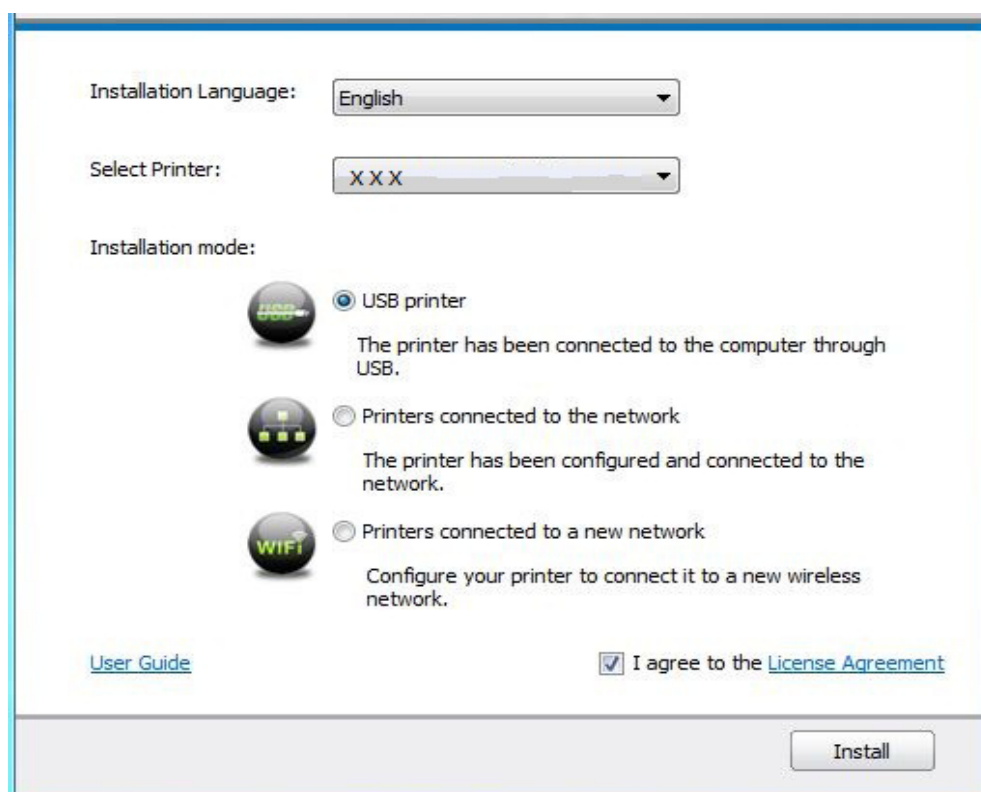 Installation Language: English
Select Printer: X X X
Installation mode:
USB
USB printer
The printer has been connected to the computer through
USB.
Printers connected to the network
The printer has been configured and connected to the
network.
WIFI
Printers connected to a new network
Configure your printer to connect it to a new wireless
network.
User Guide I agree to the License Agreement
Install